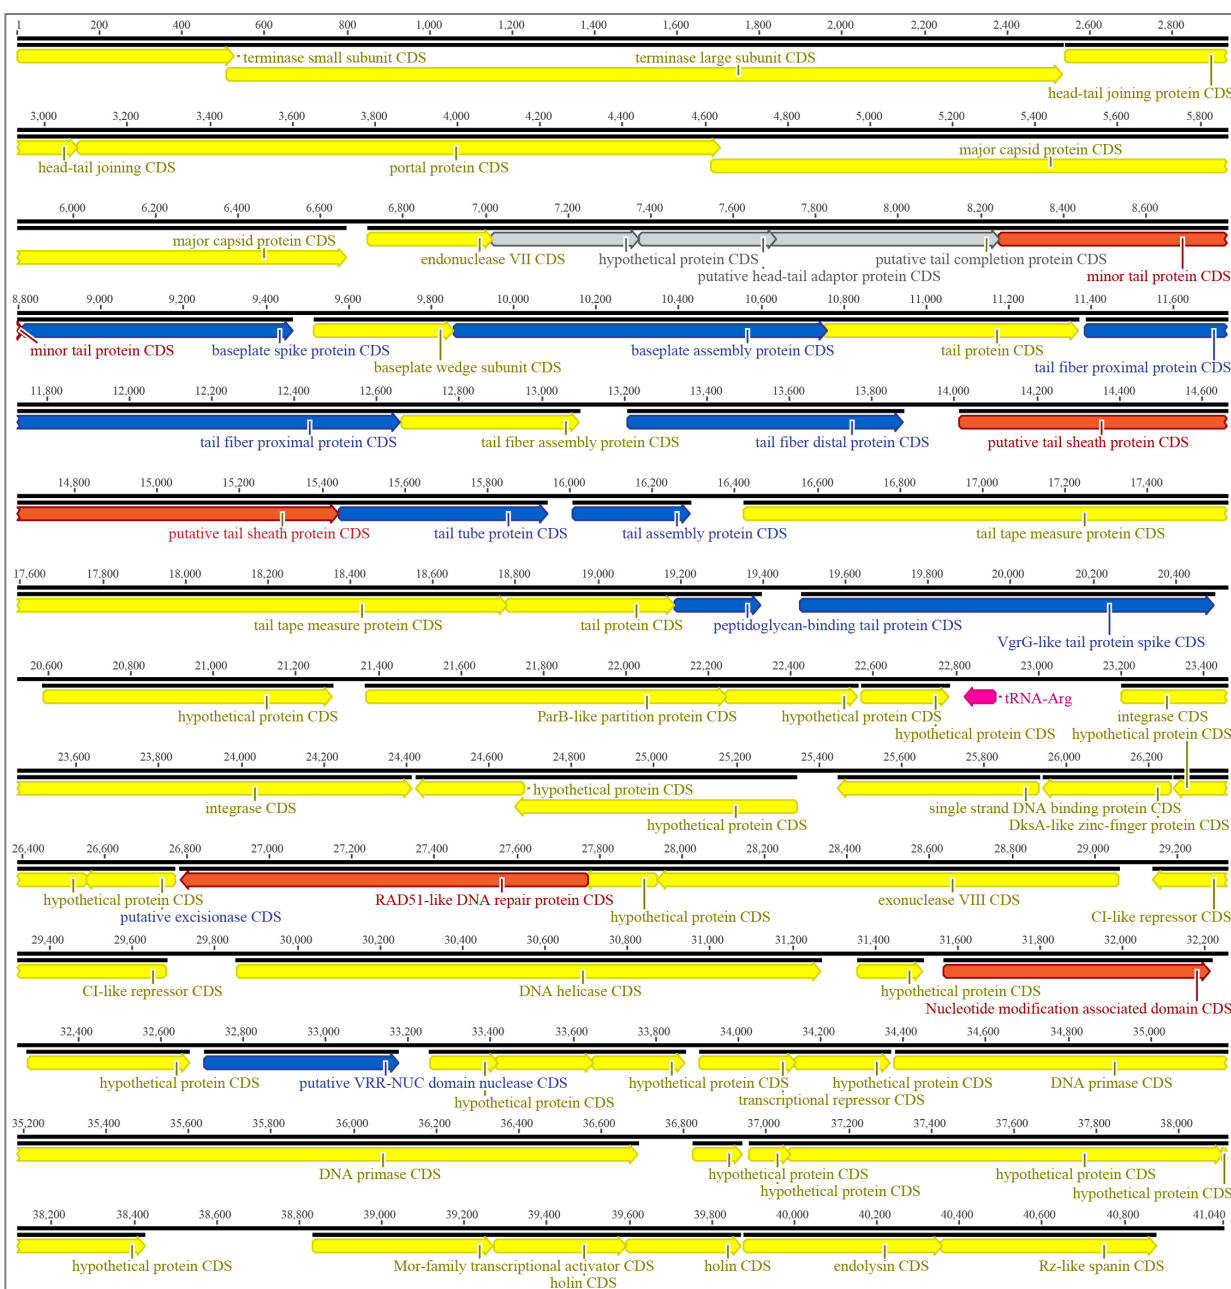 1 200 400 600 800 1,000 1,200 1,400 1,600 1,800 2,000 2,200 2,400 2,600 2,800
terminase small subunit CDS terminase large subunit CDS
head-tail joining protein CDS
3,000 3,200 3,400 3,600 3,800 4,000 4,200 4,400 4,600 4,800 5,000 5,200 5,400 5,600 5,800
major capsid protein CDS
head-tail joining CDS portal protein CDS
6,000 6,200 6,400 6,600 6,800 7,000 7,200 7,400 7,600 7,800 8,000 8,200 8,400 8,600
major capsid protein CDS
endonuclease VII CDS hypothetical protein CDS putative tail completion protein CDS
putative head-tail adaptor protein CDS minor tail protein CDS
8,800 9,000 9,200 9,400 9,600 9,800 10,000 10,200 10,400 10,600 10,800 11,000 11,200 11,400 11,600
minor tail protein CDS baseplate spike protein CDS baseplate assembly protein CDS tail protein CDS
baseplate wedge subunit CDS tail fiber proximal protein CDS
11,800 12,000 12,200 12,400 12,600 12,800 13,000 13,200 13,400 13,600 13,800 14,000 14,200 14,400 14,600
tail fiber proximal protein CDS tail fiber assembly protein CDS tail fiber distal protein CDS putative tail sheath protein CDS
14,800 15,000 15,200 15,400 15,600 15,800 16,000 16,200 16,400 16,600 16,800 17,000 17,200 17,400
putative tail sheath protein CDS tail tube protein CDS tail assembly protein CDS tail tape measure protein CDS
17,600 17,800 18,000 18,200 18,400 18,600 18,800 19,000 19,200 19,400 19,600 19,800 20,000 20,200 20,400
tail tape measure protein CDS tail protein CDS peptidoglycan-binding tail protein CDS
VgrG-like tail protein spike CDS
20,600 20,800 21,000 21,200 21,400 21,600 21,800 22,000 22,200 22,400 22,600 22,800 23,000 23,200 23,400
tRNA-Arg
hypothetical protein CDS ParB-like partition protein CDS hypothetical protein CDS integrase CDS
hypothetical protein CDS hypothetical protein CDS
23,600 23,800 24,000 24,200 24,400 24,600 24,800 25,000 25,200 25,400 25,600 25,800 26,000 26,200
hypothetical protein CDS
integrase CDS single strand DNA binding protein CDS
hypothetical protein CDS DksA-like zinc-finger protein CDS
26,400 26,600 26,800 27,000 27,200 27,400 27,600 27,800 28,000 28,200 28,400 28,600 28,800 29,000 29,200
hypothetical protein CDS RAD51-like DNA repair protein CDS exonuclease VIII CDS
putative excisionase CDS hypothetical protein CDS CI-like repressor CDS
29,400 29,600 29,800 30,000 30,200 30,400 30,600 30,800 31,000 31,200 31,400 31,600 31,800 32,000 32,200
CI-like repressor CDS DNA helicase CDS hypothetical protein CDS
Nucleotide modification associated domain CDS
32,400 32,600 32,800 33,000 33,200 33,400 33,600 33,800 34,000 34,200 34,400 34,600 34,800 35,000
hypothetical protein CDS putative VRR-NUC domain nuclease CDS hypothetical protein CDS hypothetical protein CDS DNA primase CDS
hypothetical protein CDS transcriptional repressor CDS
35,200 35,400 35,600 35,800 36,000 36,200 36,400 36,600 36,800 37,000 37,200 37,400 37,600 37,800 38,000
DNA primase CDS hypothetical protein CDS hypothetical protein CDS
hypothetical protein CDS hypothetical protein CDS
38,200 38,400 38,600 38,800 39,000 39,200 39,400 39,600 39,800 40,000 40,200 40,400 40,600 40,800 41,040
hypothetical protein CDS Mor-family transcriptional activator CDS holin CDS endolysin CDS Rz-like spanin CDS
holin CDS